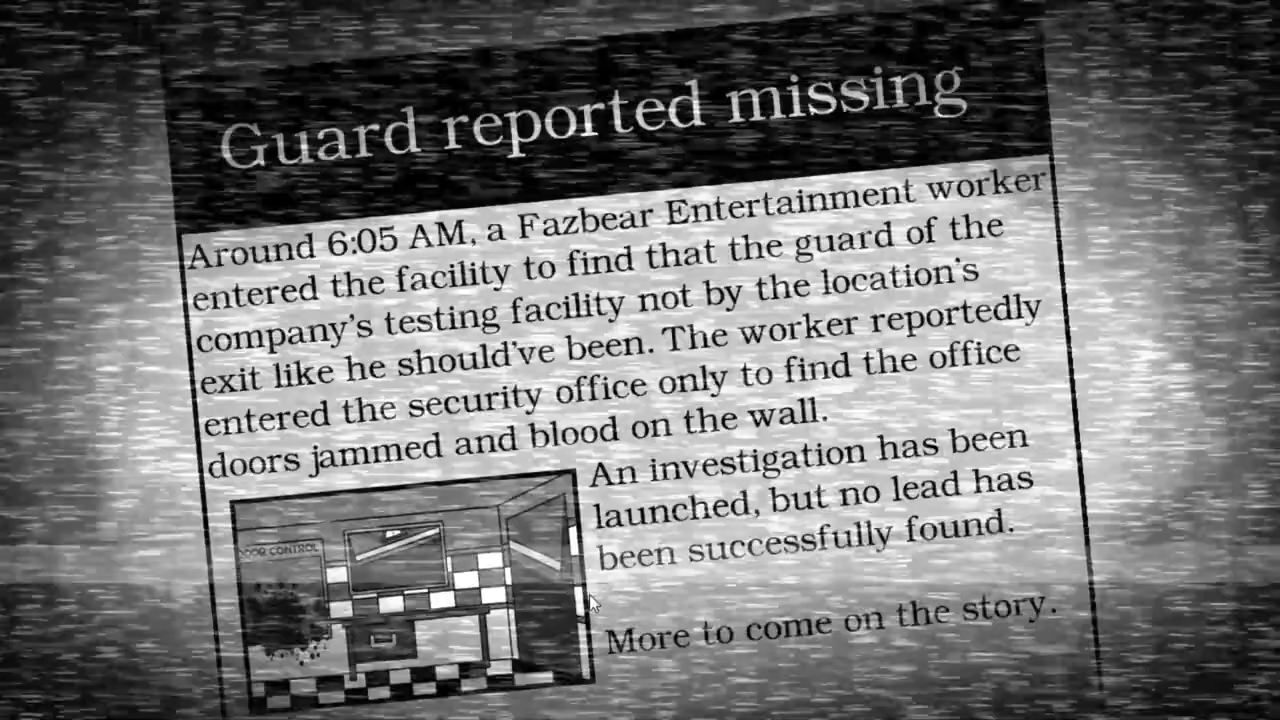 Guard reported missing
Around 6:05 AM, a Fazbear Entertainment worker
entered the facility to find that the guard of the
company's testing facility not by the location's
exit like he should've been. The worker reportedly
entered the security office only to find the office
doors jammed and blood on the wall.
An investigation has been
launched, but no lead has
been successfully found.
DOOR CONTROL
More to come on the story.